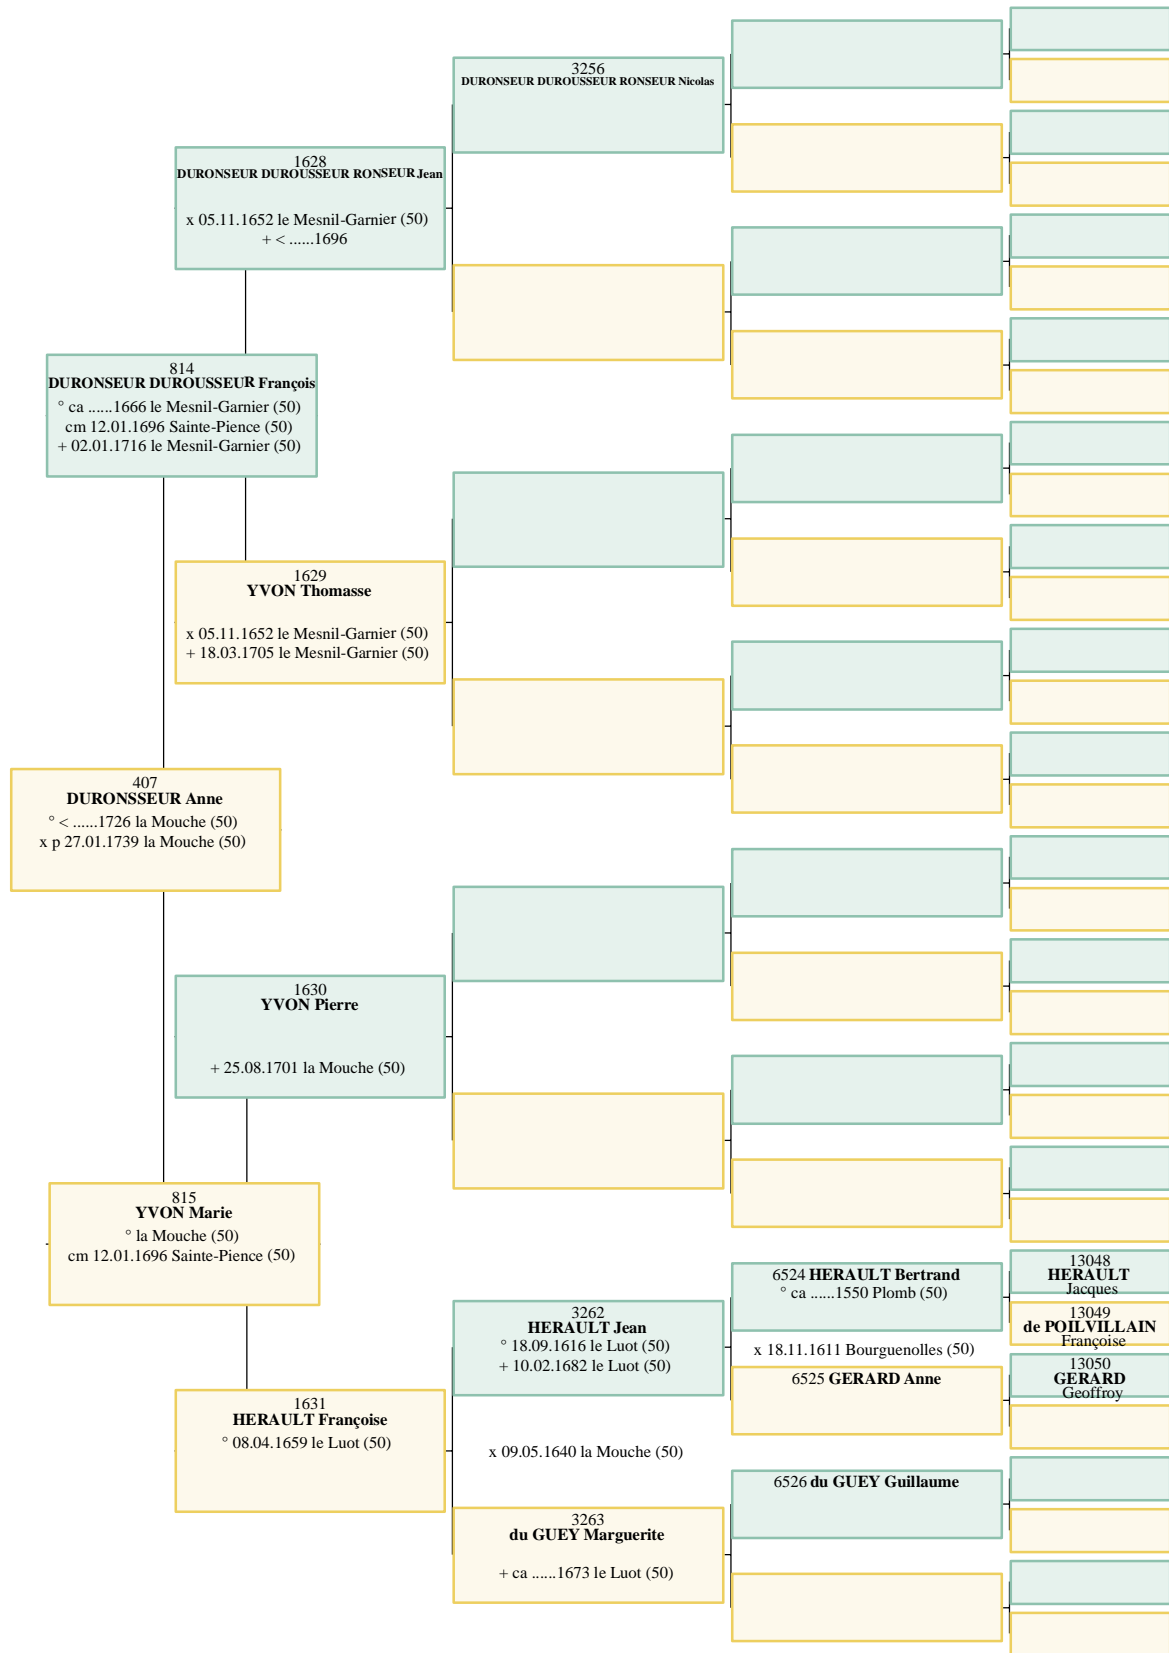 3256
DURONSEUR DUROUSSEUR RONSEUR Nicolas
1628
DURONSEUR DUROUSSEUR RONSEUR Jean
x 05.11.1652 le Mesnil-Garnier (50)
+ < ......1696
814
DURONSEUR DUROUSSEUR François
° ca ......1666 le Mesnil-Garnier (50)
cm 12.01.1696 Sainte-Pience (50)
+ 02.01.1716 le Mesnil-Garnier (50)
1629
YVON Thomasse
x 05.11.1652 le Mesnil-Garnier (50)
+ 18.03.1705 le Mesnil-Garnier (50)
407
DURONSSEUR Anne
° < ......1726 la Mouche (50)
x p 27.01.1739 la Mouche (50)
1630
YVON Pierre
+ 25.08.1701 la Mouche (50)
815
YVON Marie
° la Mouche (50)
cm 12.01.1696 Sainte-Pience (50)
1631
HERAULT Françoise
° 08.04.1659 le Luot (50)
3262
HERAULT Jean
° 18.09.1616 le Luot (50)
+ 10.02.1682 le Luot (50)
x 09.05.1640 la Mouche (50)
3263
du GUEY Marguerite
+ ca ......1673 le Luot (50)
6524 HERAULT Bertrand
° ca ......1550 Plomb (50)
x 18.11.1611 Bourguenolles (50)
6525 GERARD Anne
6526 du GUEY Guillaume
13048
HERAULT
Jacques
13049
de POILVILLAIN
Françoise
13050
GERARD
Geoffroy